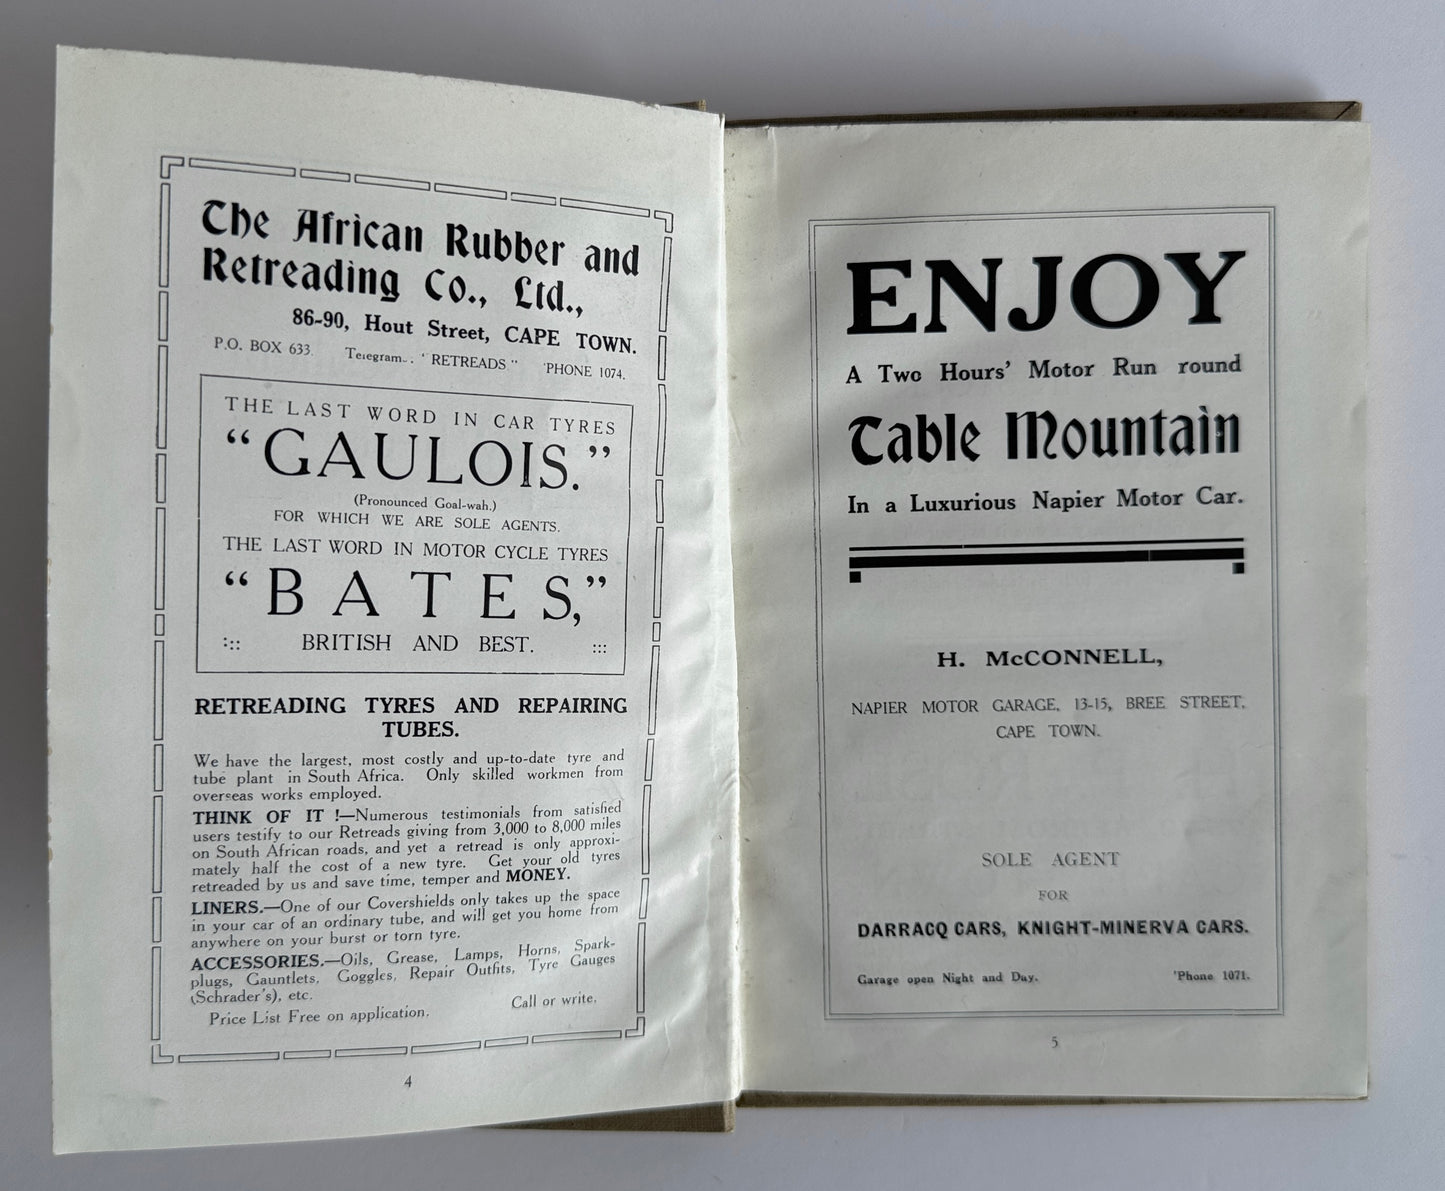 The African Rubber and
Retreading Co., Ltd.,
86-90, Hout Street, CAPE TOWN.
P.O. BOX 633. Telegram... "RETREADS" 'PHONE 1074.
THE LAST WORD IN CAR TYRES
"GAULOIS."
(Pronounced Goal-wah.)
FOR WHICH WE ARE SOLE AGENTS.
THE LAST WORD IN MOTOR CYCLE TYRES
"BATES,"
BRITISH AND BEST.
RETREADING TYRES AND REPAIRING
TUBES.
We have the largest, most costly and up-to-date tyre and
tube plant in South Africa. Only skilled workmen from
overseas works employed.
THINK OF IT !—Numerous testimonials from satisfied
users testify to our Retreads giving from 3,000 to 8,000 miles
on South African roads, and yet a retread is only approxi-
mately half the cost of a new tyre. Get your old tyres
retreaded by us and save time, temper and MONEY.
LINERS.—One of our Covershields only takes up the space
in your car of an ordinary tube, and will get you home from
anywhere on your burst or torn tyre.
ACCESSORIES.—Oils, Grease, Lamps, Horns, Spark-
plugs, Gauntlets, Goggles, Repair Outfits, Tyre Gauges
(Schrader's), etc. Call or write.
Price List Free on application.
4
ENJOY
A Two Hours' Motor Run round
Table Mountain
In a Luxurious Napier Motor Car.
H. McCONNELL,
NAPIER MOTOR GARAGE, 13-15, BREE STREET,
CAPE TOWN.
SOLE AGENT
FOR
DARRACQ CARS, KNIGHT-MINERVA CARS.
Garage open Night and Day. 'Phone 1071.
5